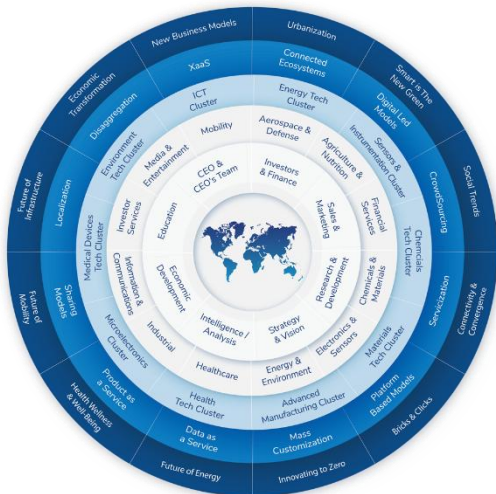 New Business Models
Urbanization
Smart is The
New Green
Social Trends
Connectivity &
Convergence
Bricks & Clicks
Innovating to Zero
Future of Energy
Health Wellness
& Well-Being
Future of
Mobility
Future of
Infrastructure
Economic
Transformation
XaaS
Connected
Ecosystems
Digital Led
Models
CrowdSourcing
Servicization
Platform
Based Models
Mass
Customization
Data as
a Service
Product as
a Service
Sharing
Models
Localization
Disaggregation
ICT
Cluster
Energy Tech
Cluster
Sensors &
Instrumentation Cluster
Chemcials
Tech Cluster
Materials
Tech Cluster
Advanced
Manufacturing Cluster
Health
Tech Cluster
Microelectronics
Cluster
Medical Devices
Tech Cluster
Environment
Tech Cluster
Mobility
Aerospace &
Defense
Agriculture &
Nutrition
Financial
Services
Chemicals &
Materials
Electronics &
Sensors
Energy &
Environment
Healthcare
Industrial
Information &
Communications
Investor
Services
Media &
Entertainment
CEO &
CEO's Team
Investors
& Finance
Sales &
Marketing
Research &
Development
Strategy
& Vision
Intelligence /
Analysis
Economic
Development
Education